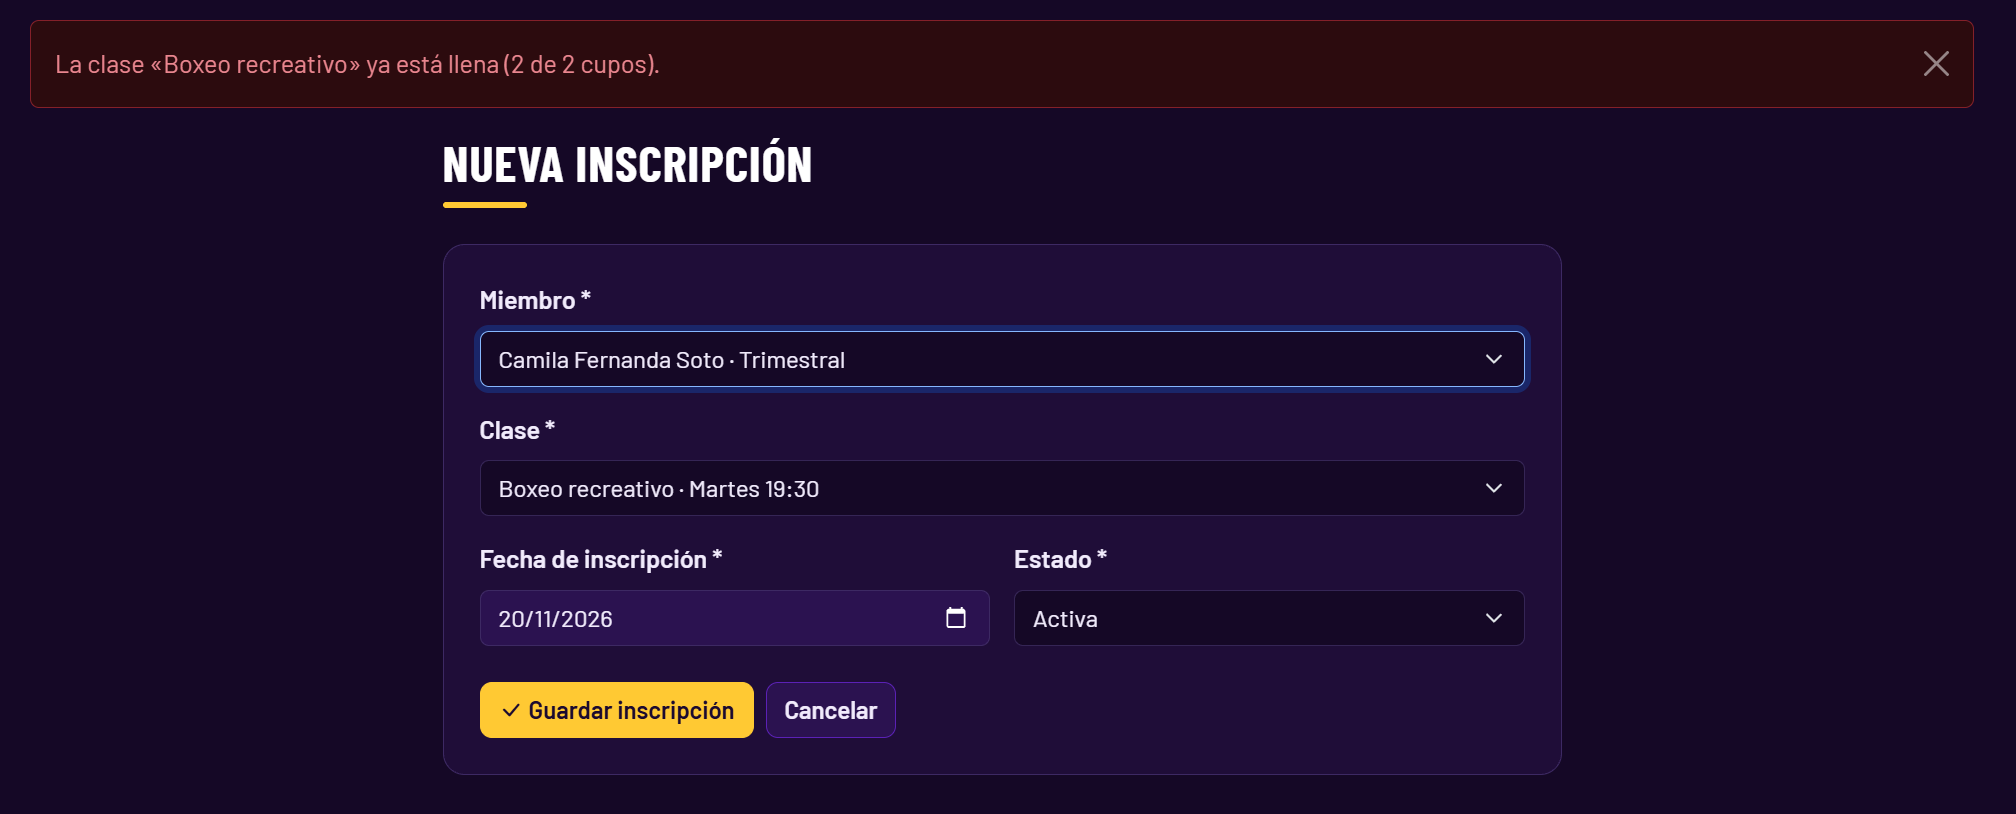 La clase «Boxeo recreativo» ya está llena (2 de 2 cupos).
NUEVA INSCRIPCIÓN
Miembro *
Camila Fernanda Soto · Trimestral
Clase *
Boxeo recreativo · Martes 19:30
Fecha de inscripción *
Estado *
20/11/2026
Activa
Guardar inscripción
Cancelar